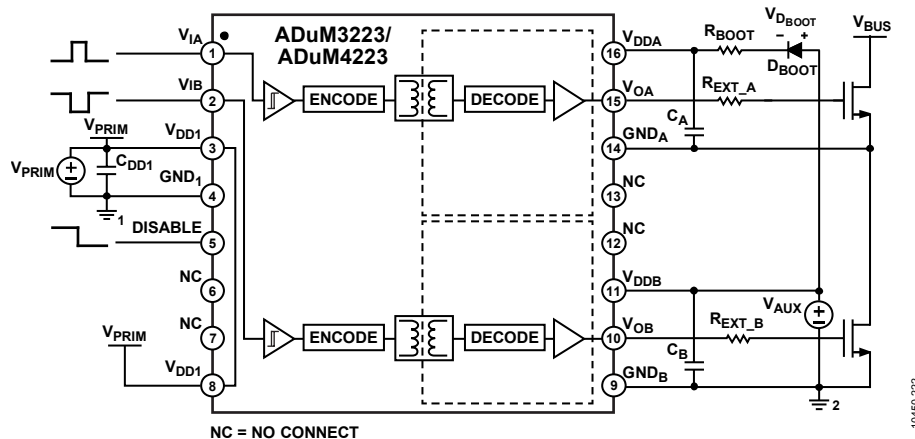 ADuM3223/
ADuM4223
VIA
1
VIB
2
VPRIM
VDD1
3
VPRIM
CDD1
GND1
4
1
DISABLE
5
NC
6
NC
7
VPRIM
VDD1
8
ENCODE
DECODE
ENCODE
DECODE
16
VDDA
RBOOT
VDBOOT
− +
DBOOT
VBUS
15
VOA
REXT_A
CA
14
GNDA
13
NC
12
NC
11
VDDB
VAUX
10
VOB
REXT_B
CB
9
GNDB
2
NC = NO CONNECT